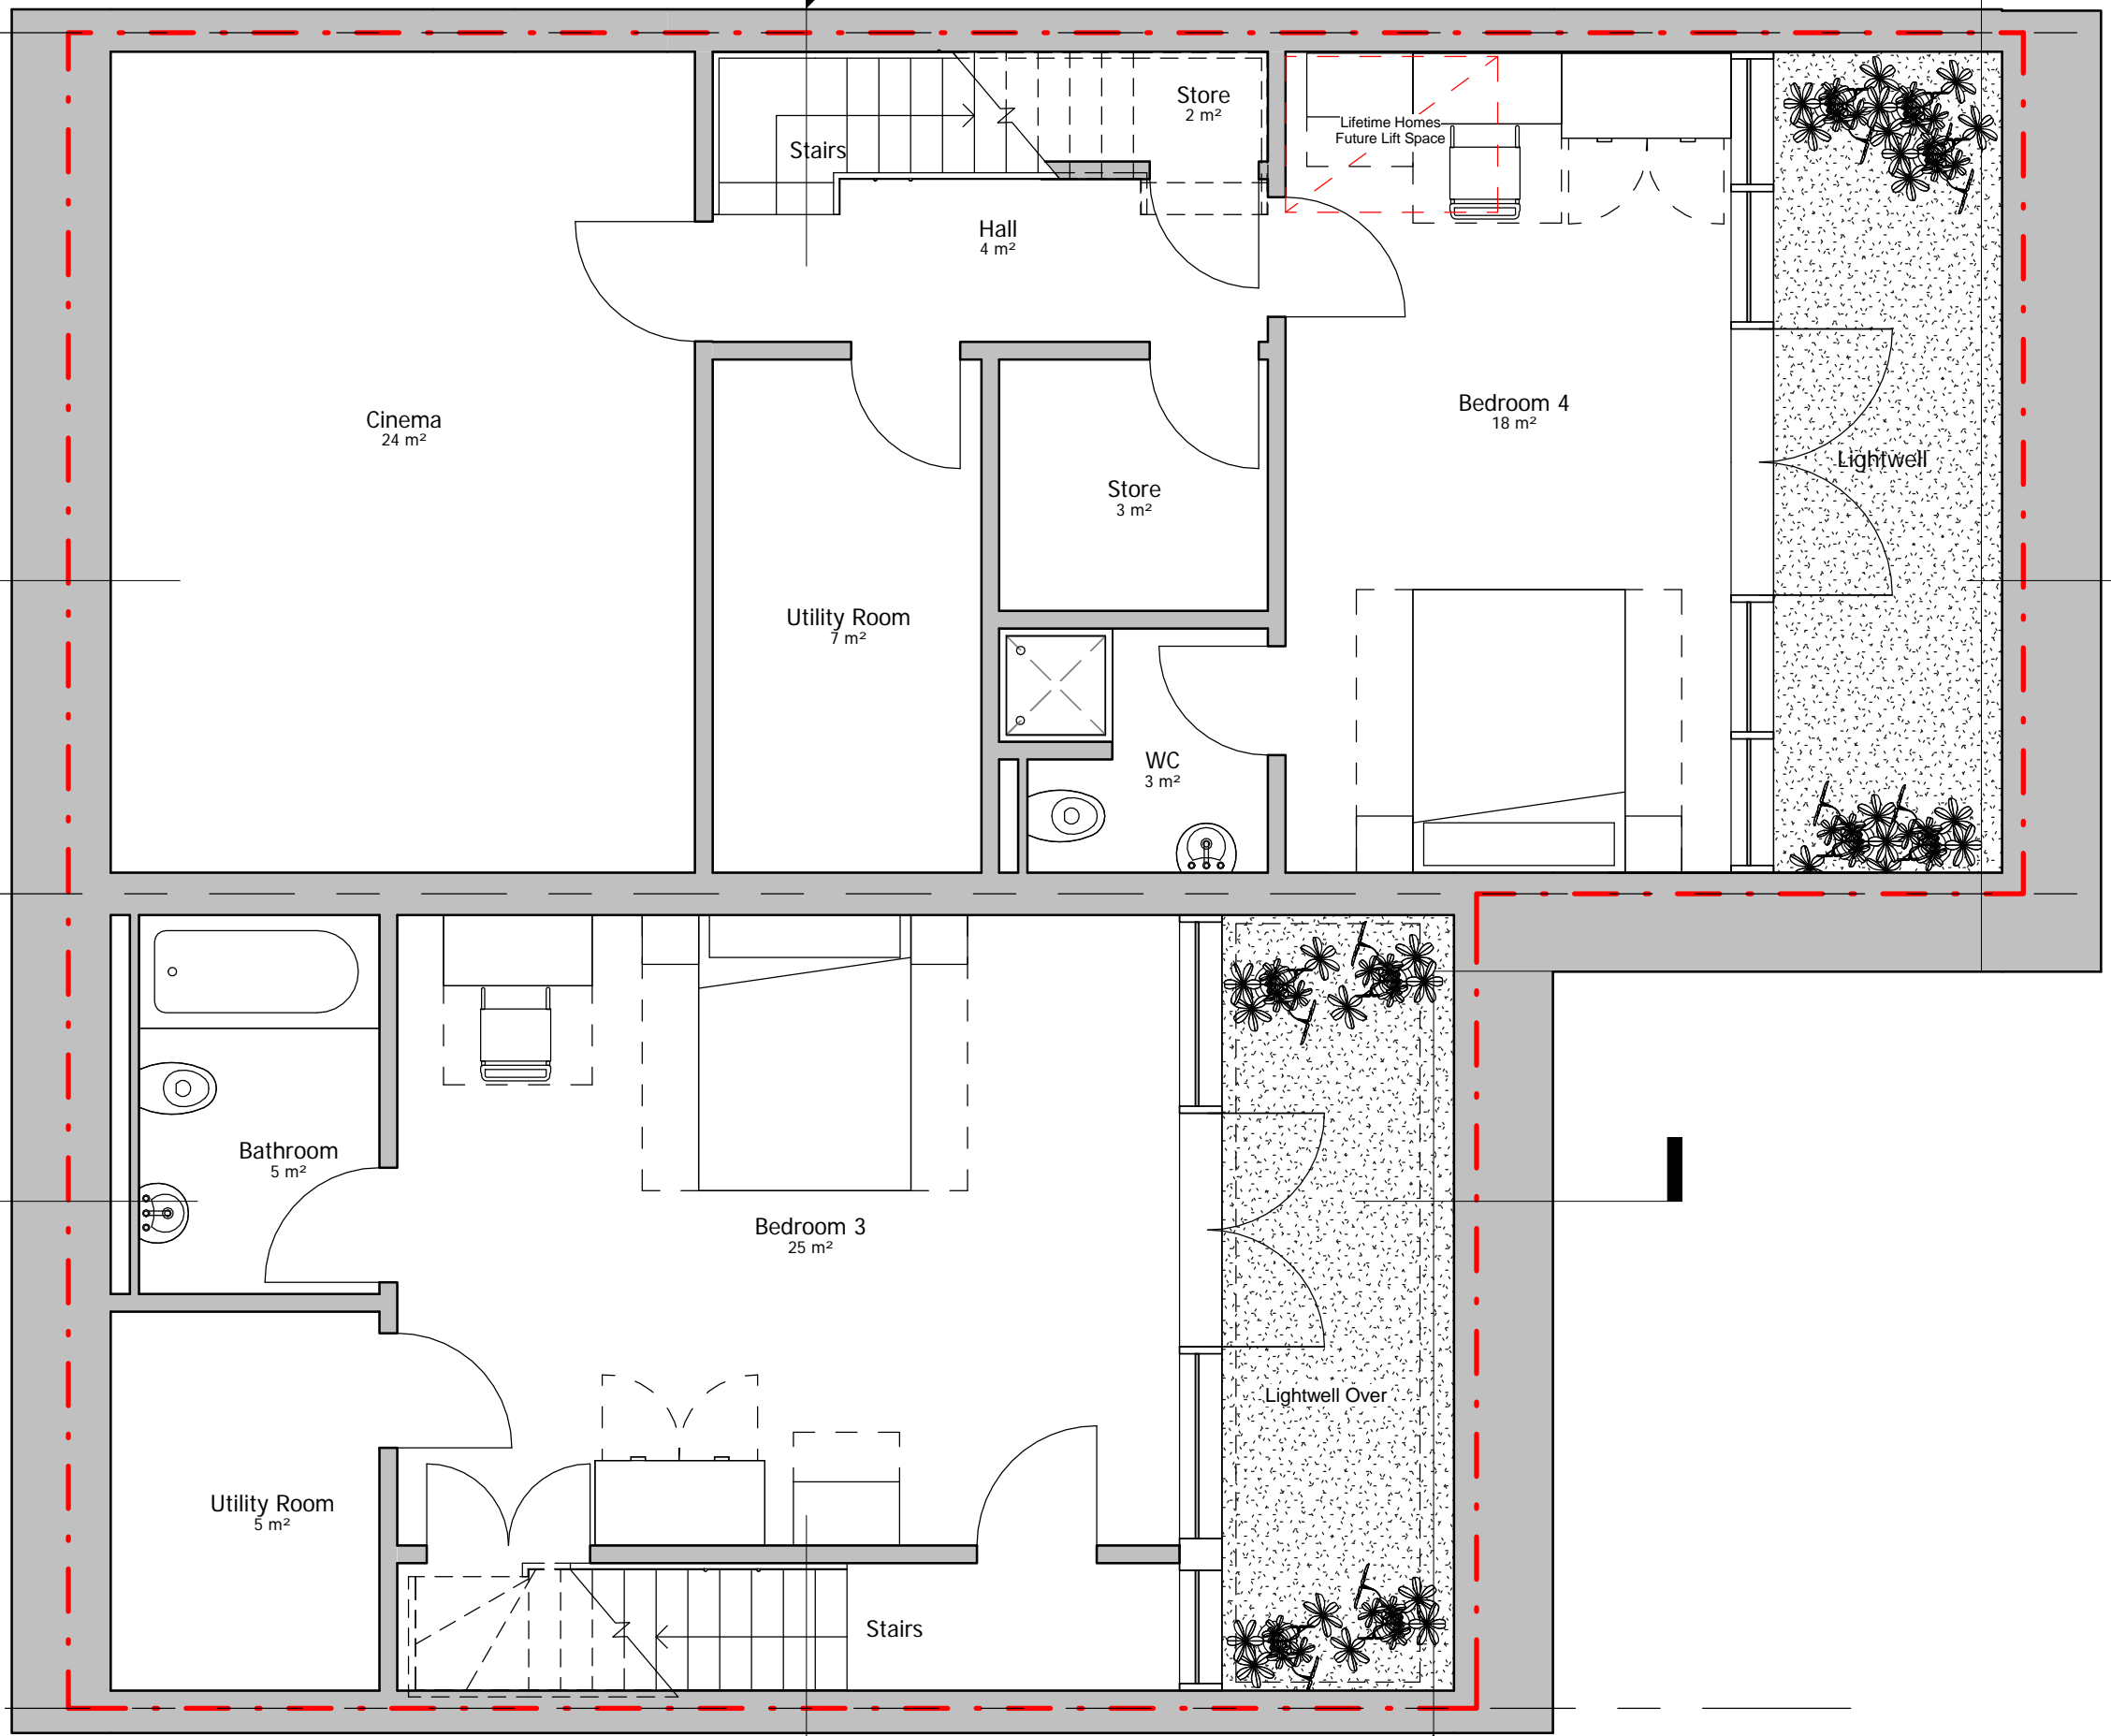 Store
2 m²
Lifetime Homes
Future Lift Space
Stairs
Hall
4 m²
Cinema
24 m²
Bedroom 4
18 m²
Lightwell
Store
3 m²
Utility Room
7 m²
WC
3 m²
Bathroom
5 m²
Bedroom 3
25 m²
Lightwell Over
Utility Room
5 m²
Stairs